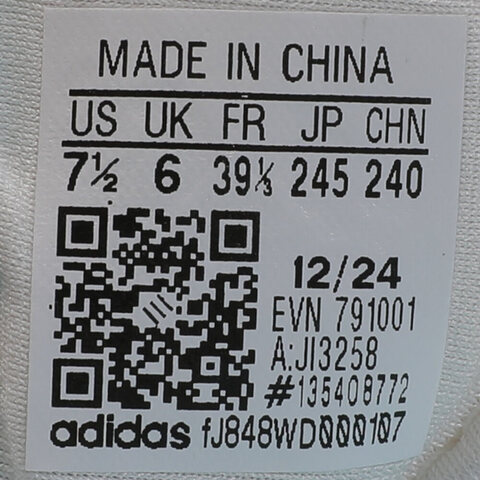 MADE IN CHINA
US UK FR JP CHN
7½ 6 39⅓ 245 240
12/24
EVN 791001
A:JI3258
#135408772
adidas fJ848WD000107